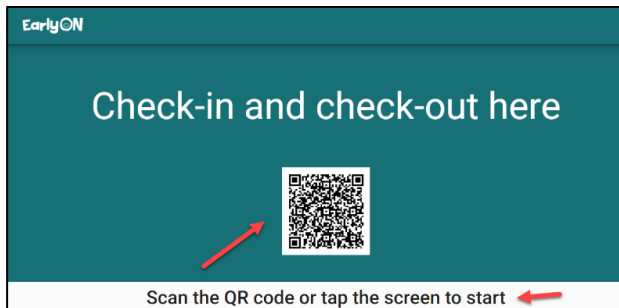 EarlyON
Check-in and check-out here
Scan the QR code or tap the screen to start